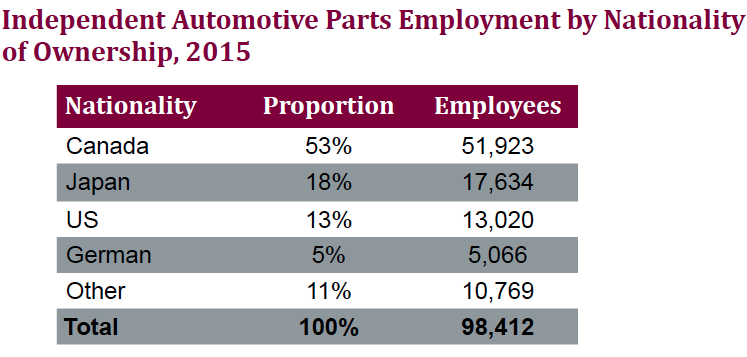 Independent Automotive Parts Employment by Nationality
of Ownership, 2015
Nationality Proportion Employees
Canada 53% 51,923
Japan 18% 17,634
US 13% 13,020
German 5% 5,066
Other 11% 10,769
Total 100% 98,412